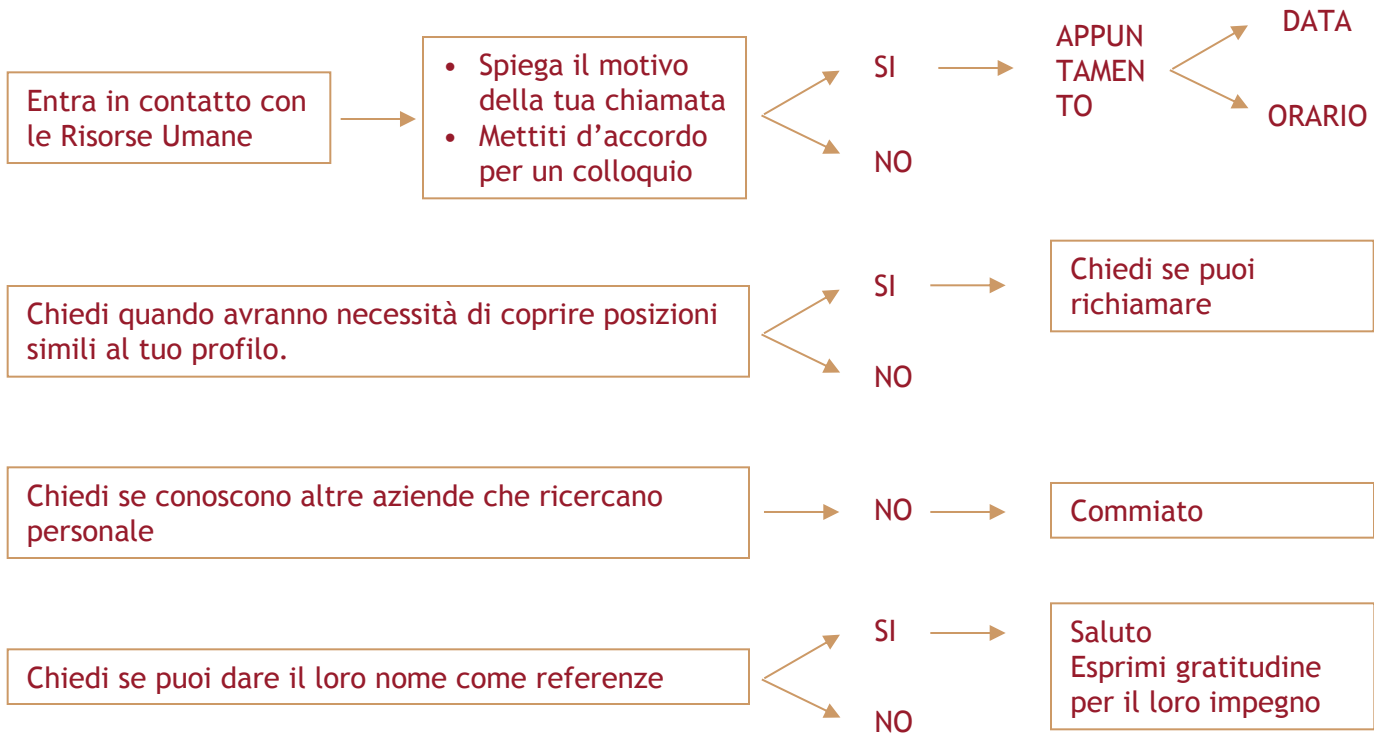 Entra in contatto con
le Risorse Umane
• Spiega il motivo
della tua chiamata
• Mettiti d’accordo
per un colloquio
SI
NO
APPUN
TAMEN
TO
DATA
ORARIO
Chiedi quando avranno necessità di coprire posizioni
simili al tuo profilo.
SI
NO
Chiedi se puoi
richiamare
Chiedi se conoscono altre aziende che ricercano
personale
NO
Commiato
Chiedi se puoi dare il loro nome come referenze
SI
NO
Saluto
Esprimi gratitudine
per il loro impegno